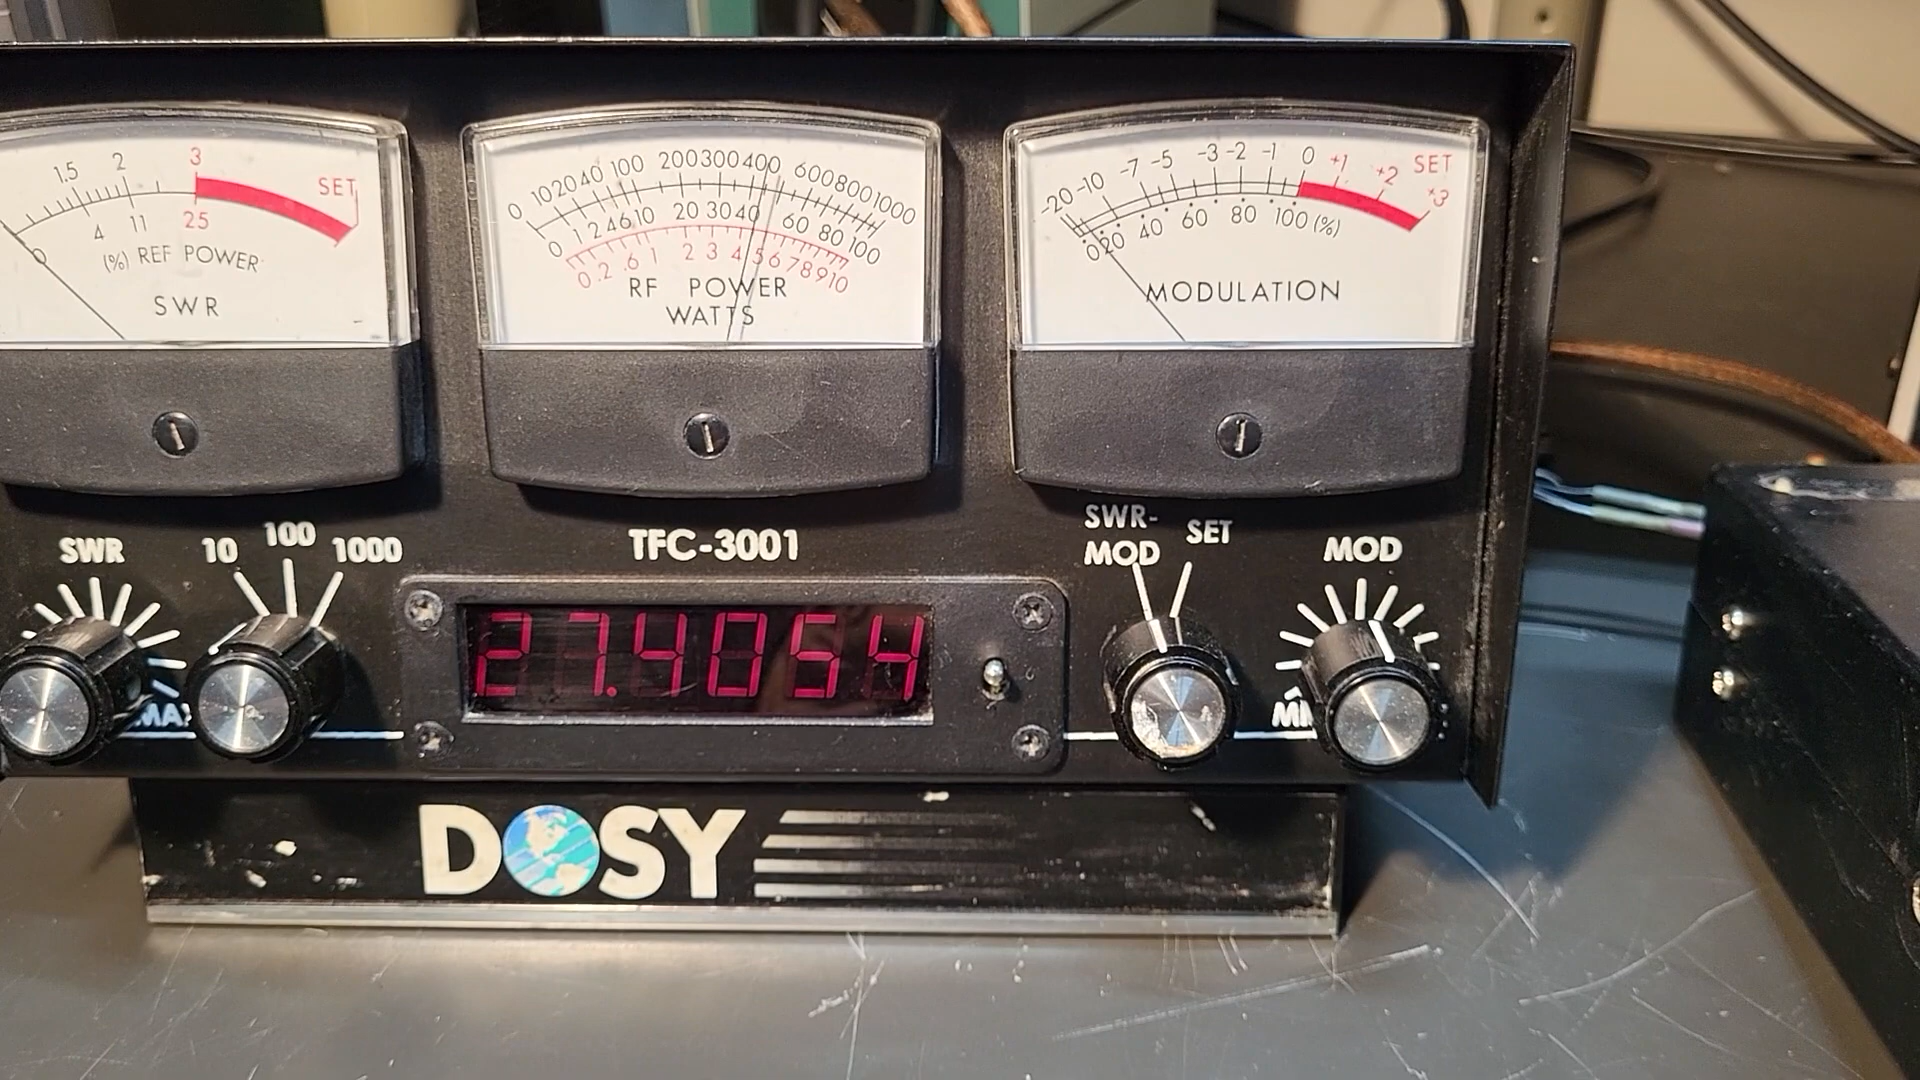 1.5 2 3 SET
0 4 11 25
(%) REF POWER
SWR
0 10 20 40 100 200 300 400 600 800 1000
0 1 2 4 6 10 20 30 40 60 80 100
0 .2 .6 1 2 3 4 5 6 7 8 9 10
RF POWER
WATTS
-20 -10 -7 -5 -3 -2 -1 0 +1 +2 +3 SET
0 20 40 60 80 100 (%)
MODULATION
SWR
10 100 1000
TFC-3001
SWR-
MOD
SET
MOD
27.4054
DOSY